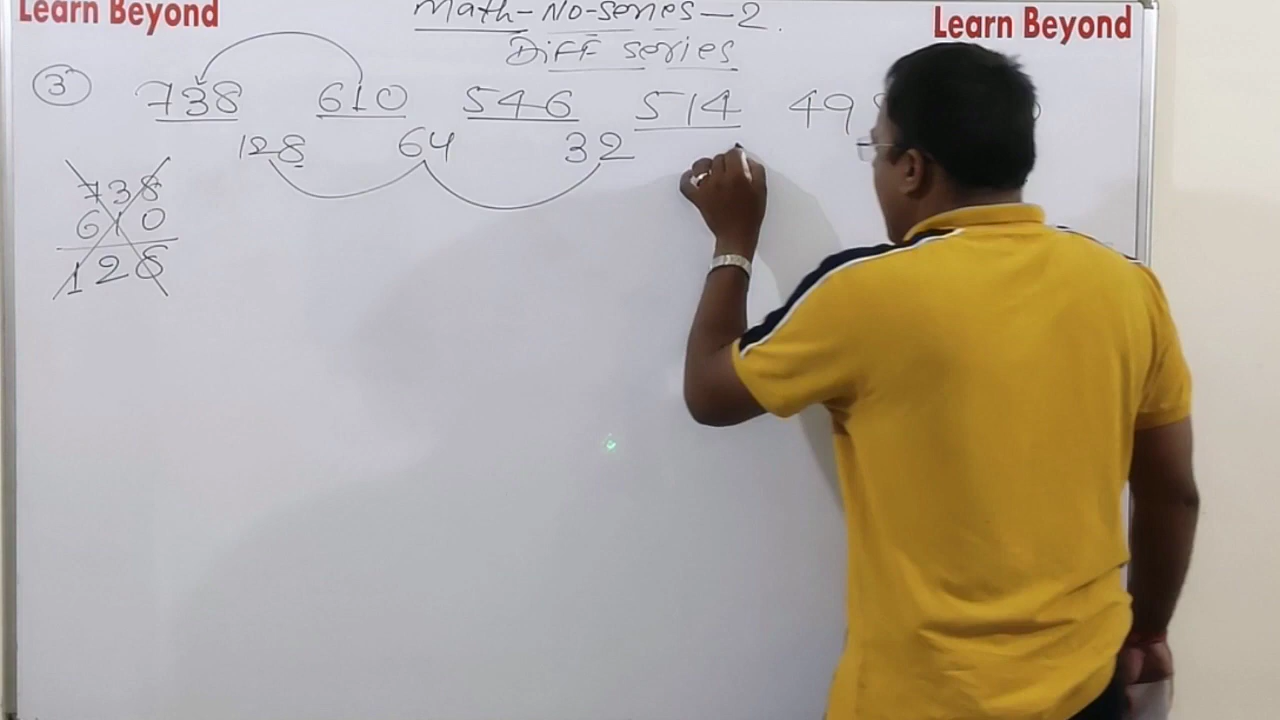 Learn Beyond
Math-No-series-2.
Learn Beyond
Diff series
3 738 610 546 514 49
128 64 32
738
610
128